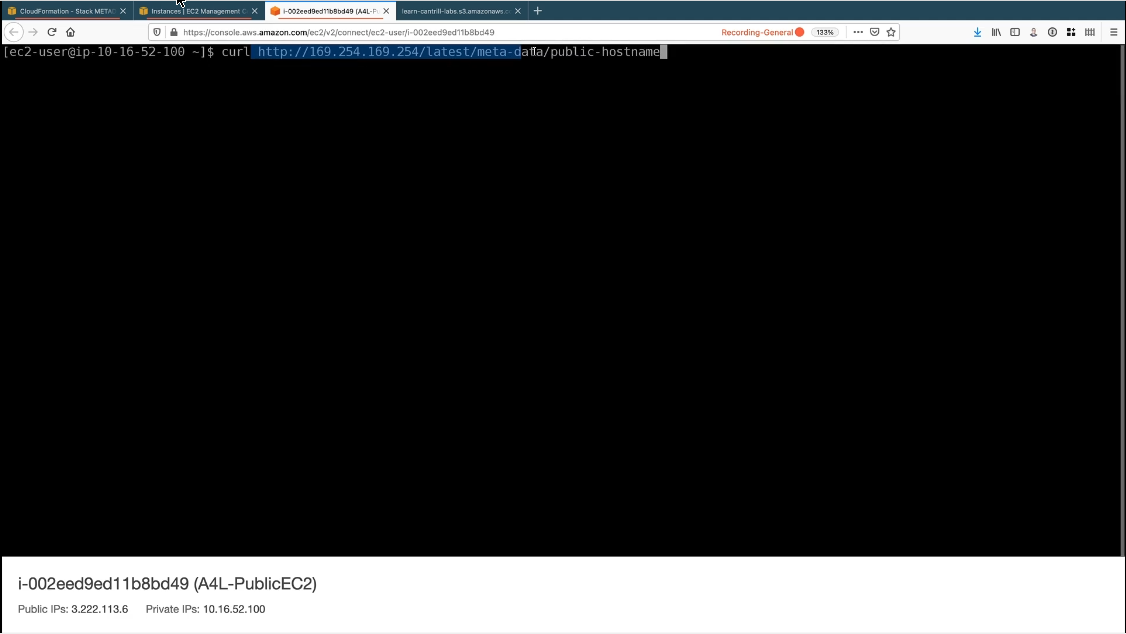 CloudFormation - Stack META
Instances | EC2 Management C
i-002eed9ed11b8bd49 (A4L-P
learn-cantrill-labs.s3.amazonaws.
https://console.aws.amazon.com/ec2/v2/connect/ec2-user/i-002eed9ed11b8bd49
Recording-General
133%
[ec2-user@ip-10-16-52-100 ~]$ curl http://169.254.169.254/latest/meta-data/public-hostname
i-002eed9ed11b8bd49 (A4L-PublicEC2)
Public IPs: 3.222.113.6 Private IPs: 10.16.52.100